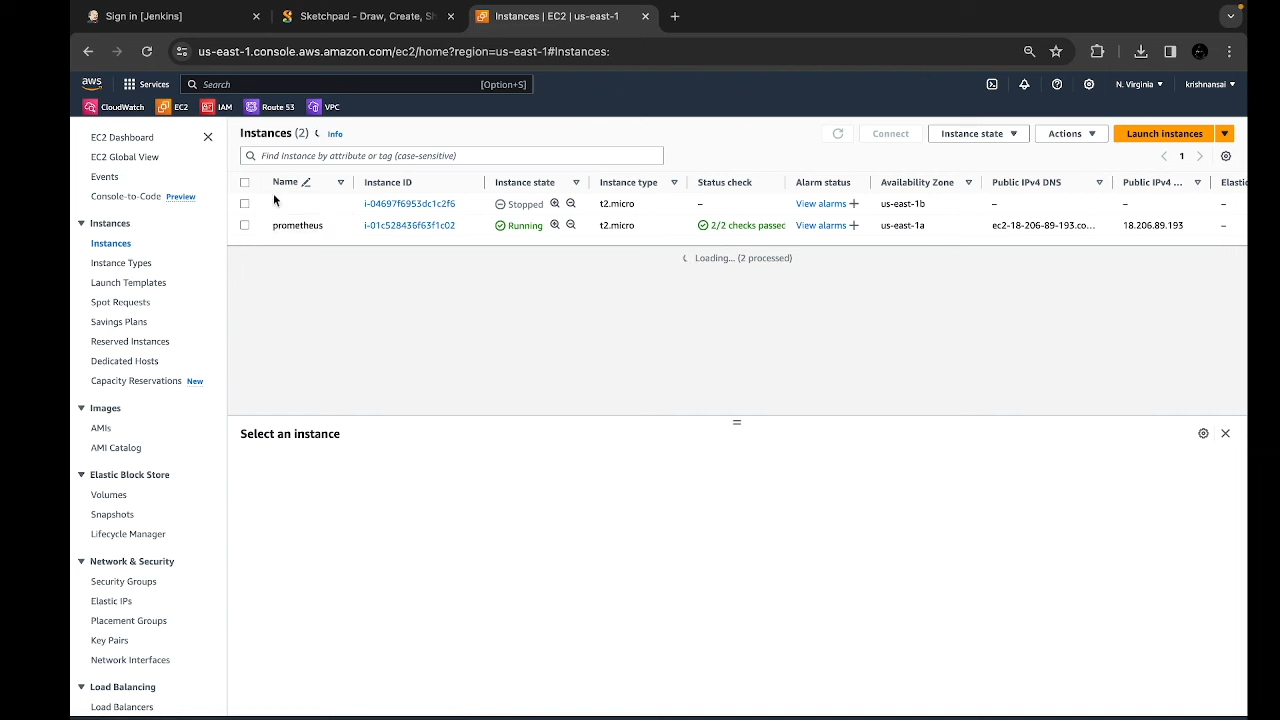 Sign in [Jenkins]
Sketchpad - Draw, Create, Sh
Instances | EC2 | us-east-1
us-east-1.console.aws.amazon.com/ec2/home?region=us-east-1#Instances:
aws
Services
Search
[Option+S]
N. Virginia
krishnansai
CloudWatch
EC2
IAM
Route 53
VPC
EC2 Dashboard
EC2 Global View
Events
Console-to-Code Preview
Instances
Instances
Instance Types
Launch Templates
Spot Requests
Savings Plans
Reserved Instances
Dedicated Hosts
Capacity Reservations New
Images
AMIs
AMI Catalog
Elastic Block Store
Volumes
Snapshots
Lifecycle Manager
Network & Security
Security Groups
Elastic IPs
Placement Groups
Key Pairs
Network Interfaces
Load Balancing
Load Balancers
Instances (2) Info
Connect
Instance state
Actions
Launch instances
Find Instance by attribute or tag (case-sensitive)
1
Name Instance ID Instance state Instance type Status check Alarm status Availability Zone Public IPv4 DNS Public IPv4 ... Elastic
i-04697f6953dc1c2f6 Stopped t2.micro – View alarms + us-east-1b – – –
prometheus i-01c528436f63f1c02 Running t2.micro 2/2 checks passed View alarms + us-east-1a ec2-18-206-89-193.co... 18.206.89.193 –
Loading... (2 processed)
Select an instance